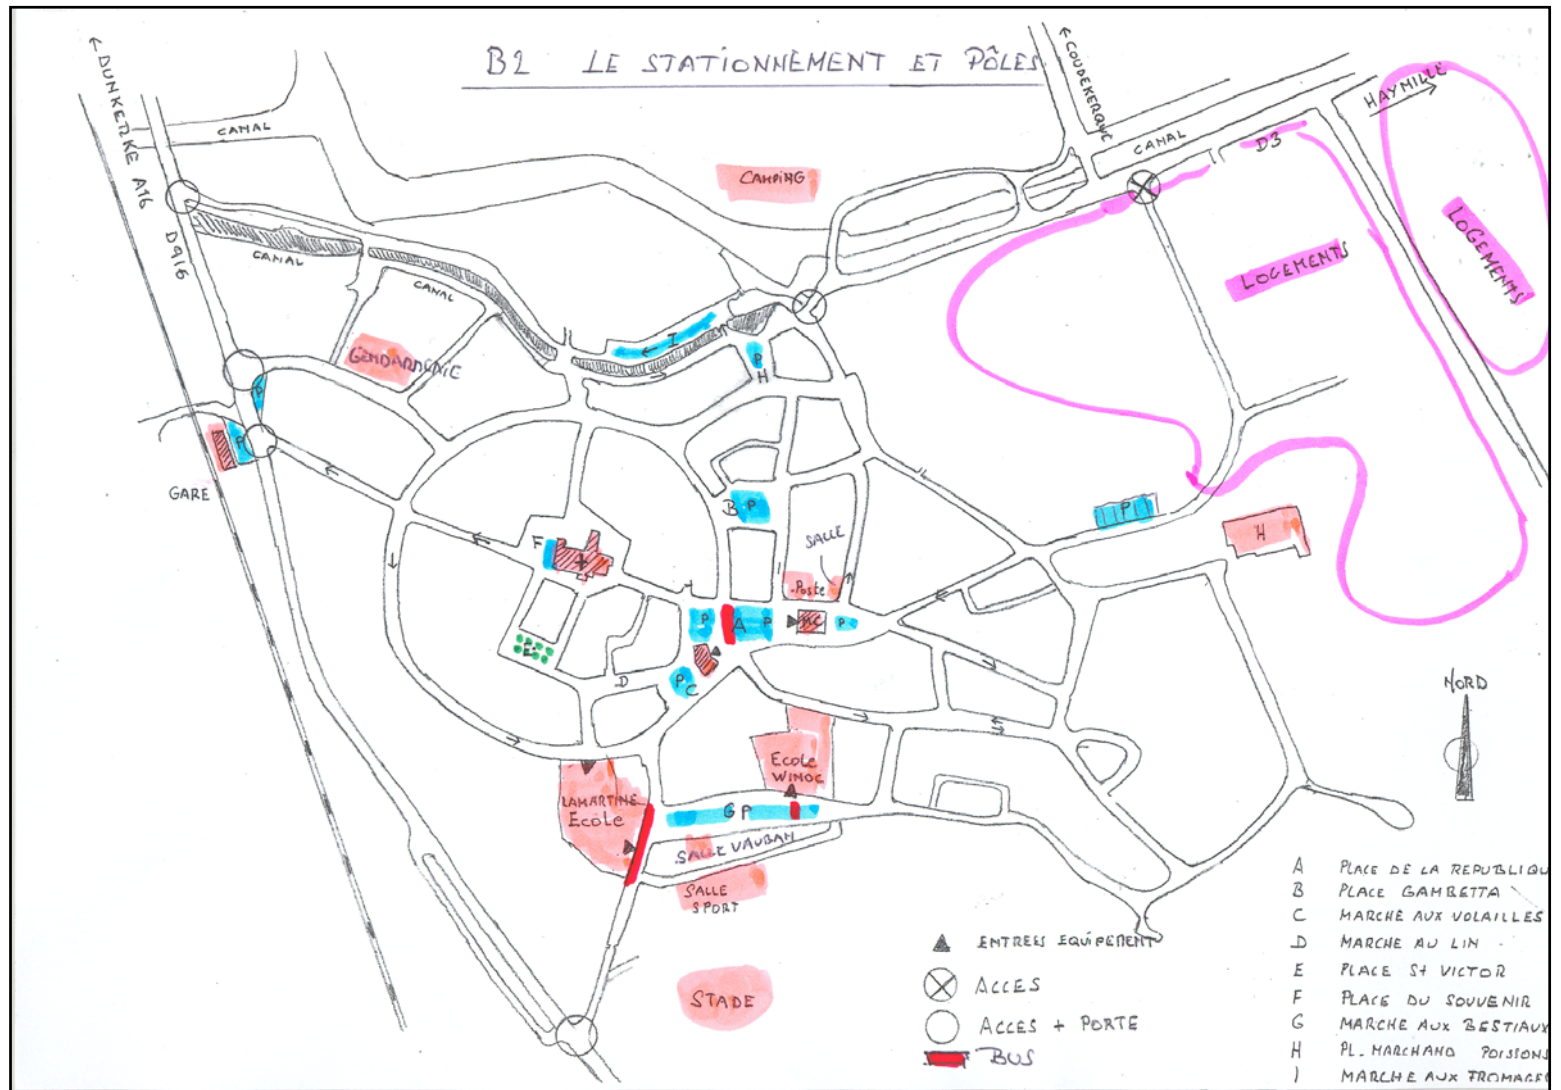 B2 LE STATIONNEMENT ET PÔLES
DUNKERKE A16
D916
CANAL
CANAL
CANAL
CAMPING
COUDEKERQUE
CANAL
D3
HAYMILLE
LOGEMENTS
LOGEMENTS
GENDARMERIE
I
P
H
P
P
GARE
B P
P
H
SALLE
F
Poste
P
A P
MC
P
E
D
P C
NORD
Ecole
WINOC
LAMARTINE
Ecole
G P
SALLE VAUBAN
SALLE
SPORT
STADE
ENTREES EQUIPEMENT
ACCES
ACCES + PORTE
BUS
A PLACE DE LA REPUBLIQU
B PLACE GAMBETTA
C MARCHE AUX VOLAILLES
D MARCHE AU LIN
E PLACE St VICTOR
F PLACE DU SOUVENIR
G MARCHE AUX BESTIAUX
H PL. MARCHAND POISSONS
I MARCHE AUX FROMAGES